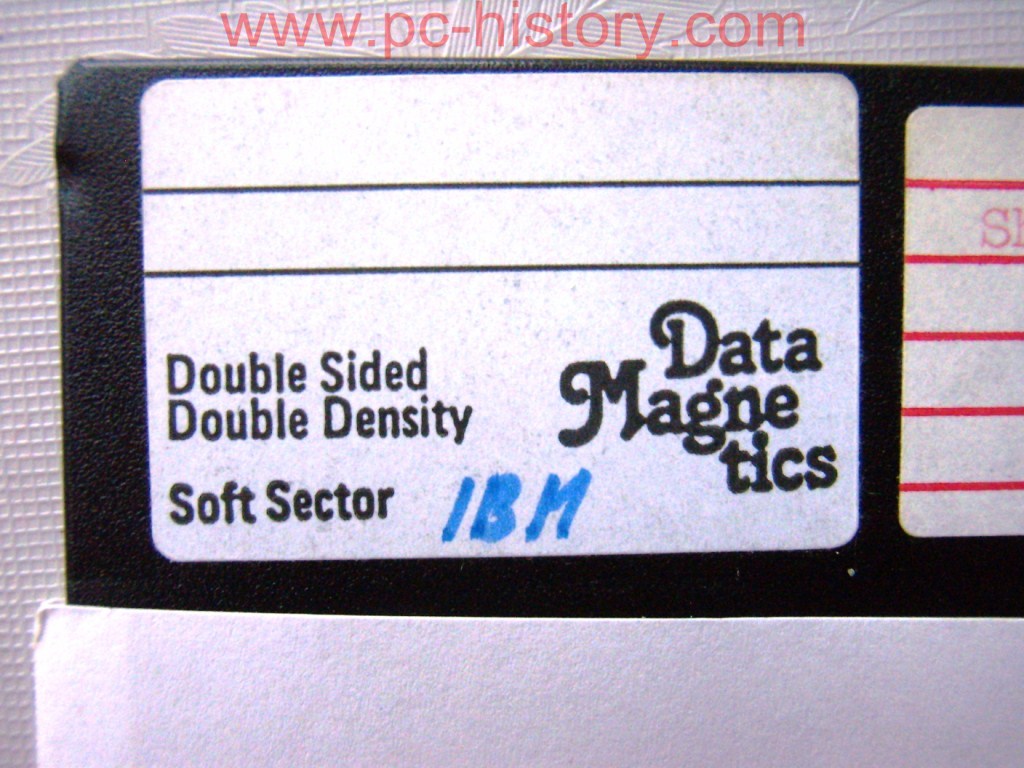 www.pc-history.com
Double Sided
Double Density
Soft Sector IBM
Data
Magne
tics